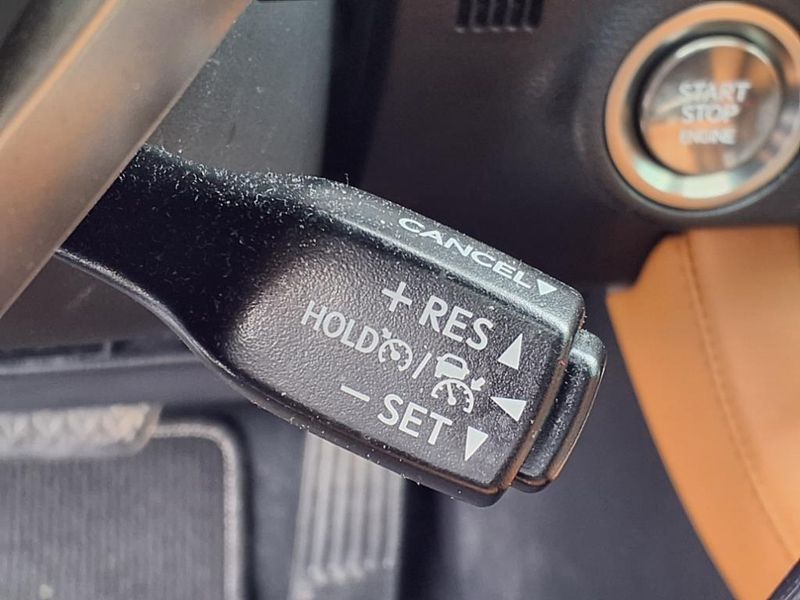 START
STOP
ENGINE
CANCEL▼
+ RES ▲
HOLD /
- SET ▼